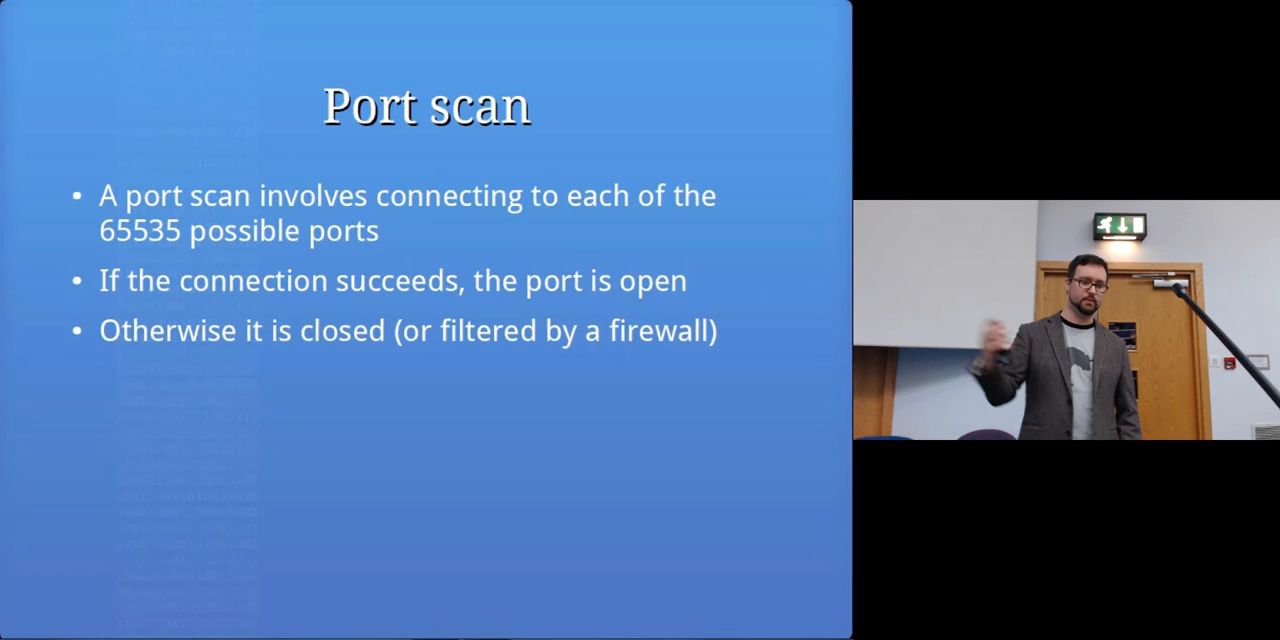 Port scan
• A port scan involves connecting to each of the
65535 possible ports
• If the connection succeeds, the port is open
• Otherwise it is closed (or filtered by a firewall)